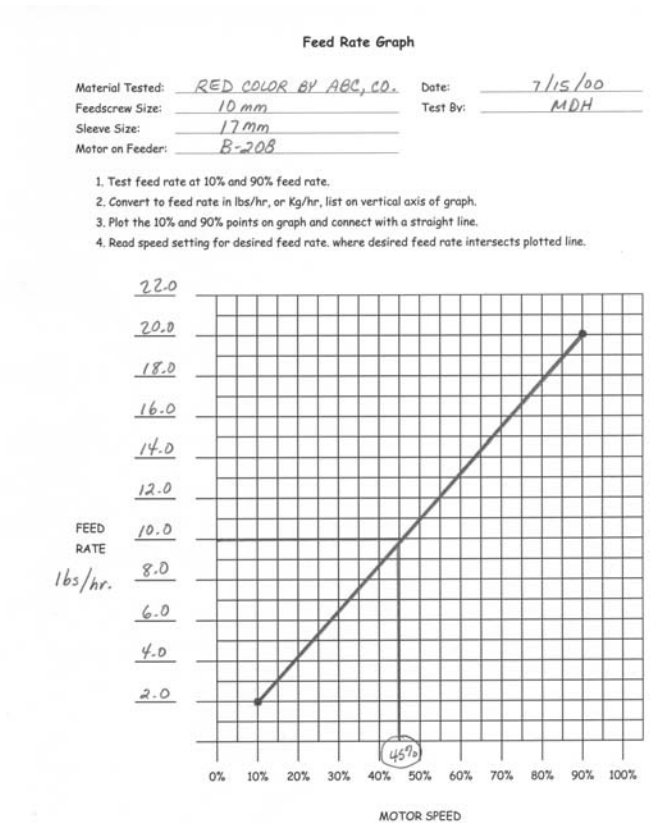 Feed Rate Graph
Material Tested: RED COLOR BY ABC, CO. Date: 7/15/00
Feedscrew Size: 10 mm Test By: MDH
Sleeve Size: 17 mm
Motor on Feeder: B-208
1. Test feed rate at 10% and 90% feed rate.
2. Convert to feed rate in lbs/hr, or Kg/hr, list on vertical axis of graph.
3. Plot the 10% and 90% points on graph and connect with a straight line.
4. Read speed setting for desired feed rate. where desired feed rate intersects plotted line.
22.0
20.0
18.0
16.0
14.0
12.0
FEED 10.0
RATE
lbs/hr. 8.0
6.0
4.0
2.0
45%
0% 10% 20% 30% 40% 50% 60% 70% 80% 90% 100%
MOTOR SPEED